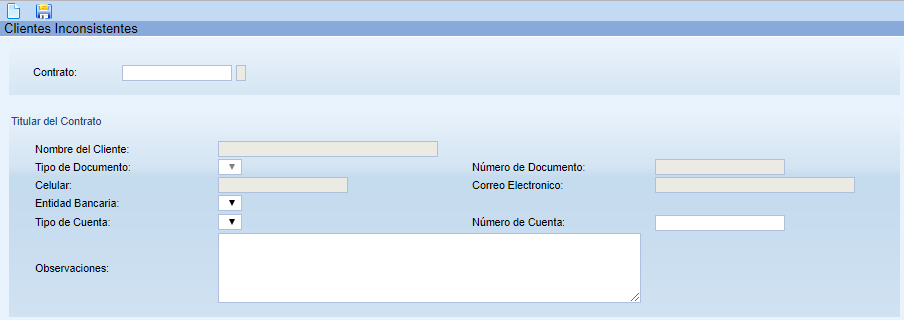 Clientes Inconsistentes
Contrato:
Titular del Contrato
Nombre del Cliente:
Tipo de Documento: Número de Documento:
Celular: Correo Electronico:
Entidad Bancaria:
Tipo de Cuenta: Número de Cuenta:
Observaciones: